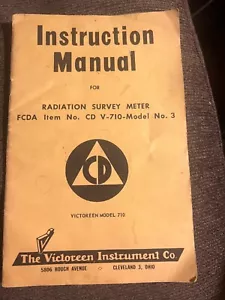 Instruction
Manual
FOR
RADIATION SURVEY METER
FCDA Item No. CD V-710-Model No. 3
CD
VICTOREEN MODEL 710
The Victoreen Instrument Co
5806 HOUGH AVENUE CLEVELAND 3, OHIO